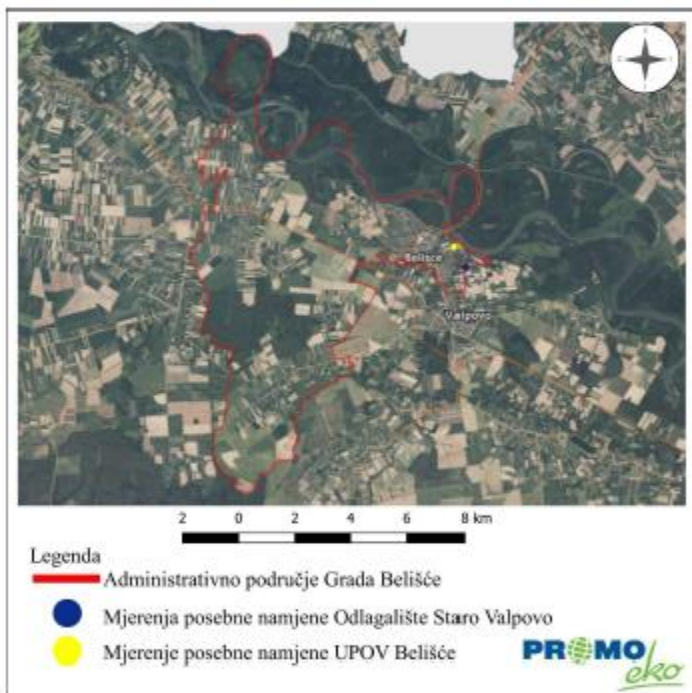 Belišće
Valpovo
2 0 2 4 6 8 km
Legenda
Administrativno područje Grada Belišće
Mjerenja posebne namjene Odlagalište Staro Valpovo
Mjerenje posebne namjene UPOV Belišće
PROMO
eko